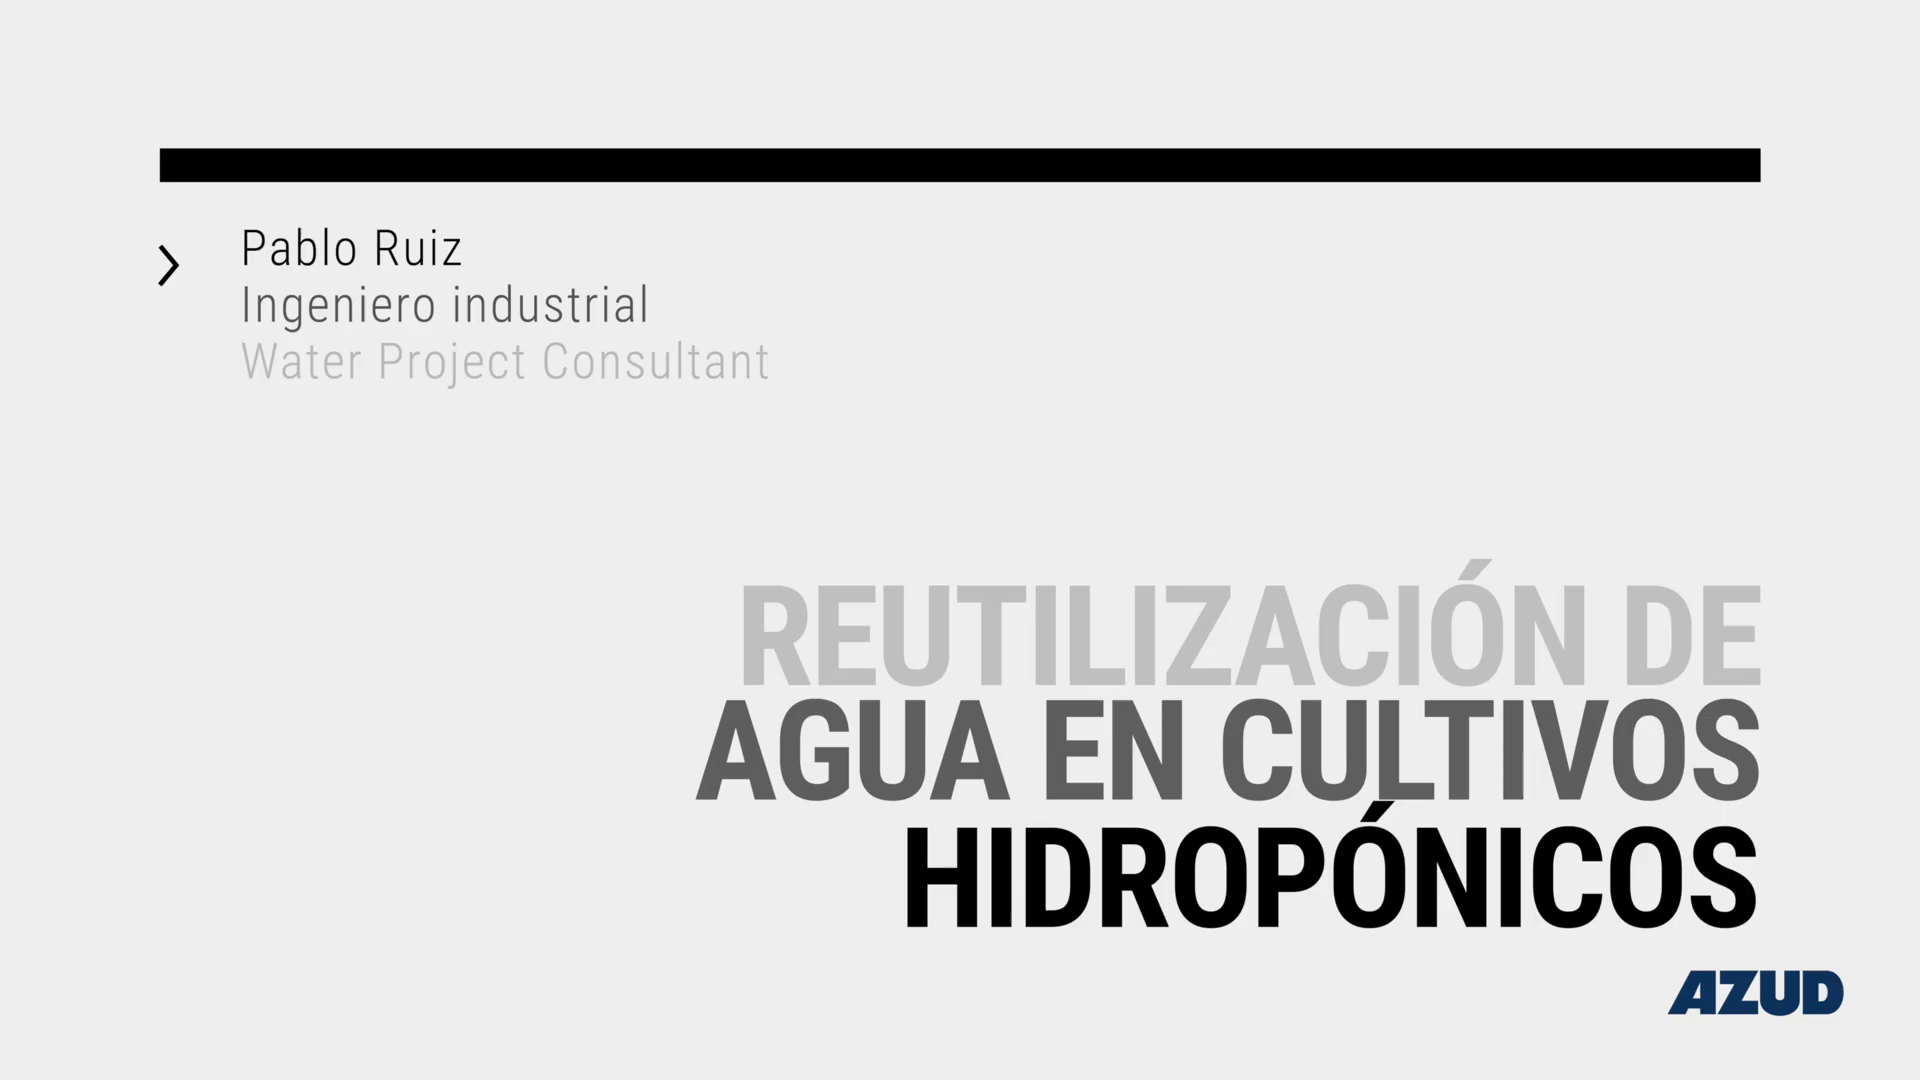 Pablo Ruiz
Ingeniero industrial
Water Project Consultant
REUTILIZACIÓN DE
AGUA EN CULTIVOS
HIDROPÓNICOS
AZUD